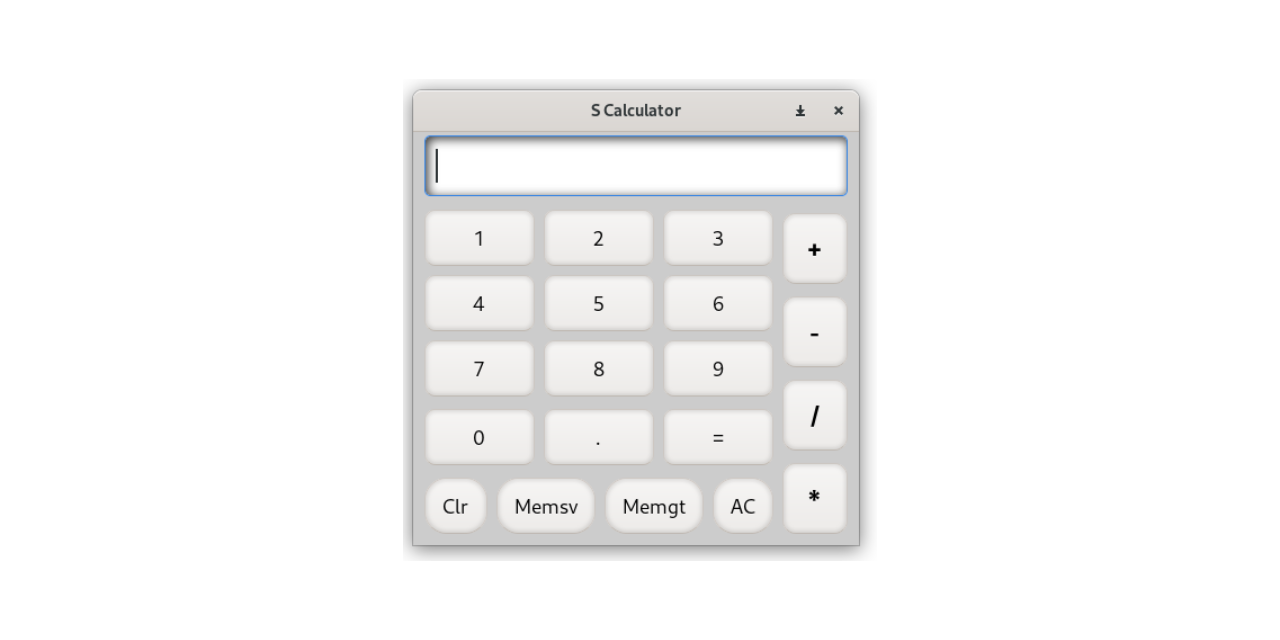 S Calculator
1 2 3 +
4 5 6 -
7 8 9 /
0 . = *
Clr Memsv Memgt AC